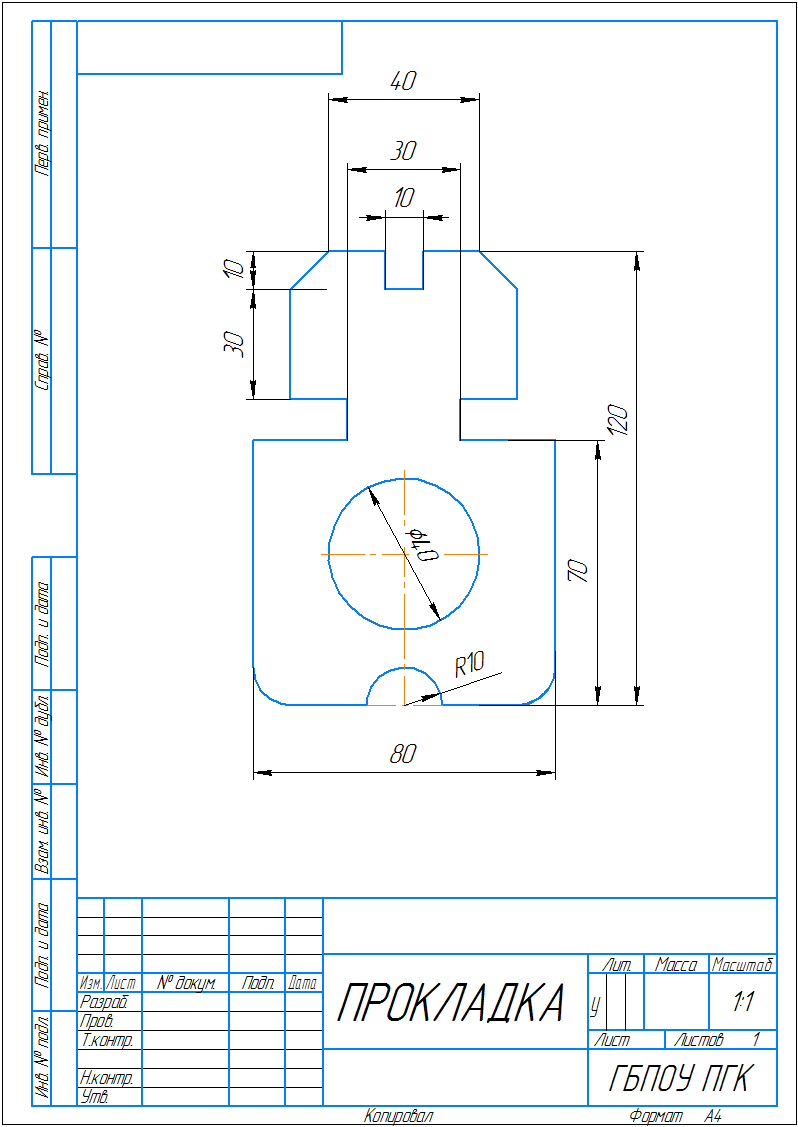 Перв. примен.
Справ. №
Подп. и дата
Инв. № дубл.
Взам. инв. №
Подп. и дата
Инв. № подл.
40
30
10
10
30
120
70
φ40
R10
80
Изм. Лист № докум. Подп. Дата
Разраб.
Пров.
Т.контр.
Н.контр.
Утв.
ПРОКЛАДКА
Лит. Масса Масштаб
У 1:1
Лист Листов 1
ГБПОУ ПГК
Копировал Формат А4